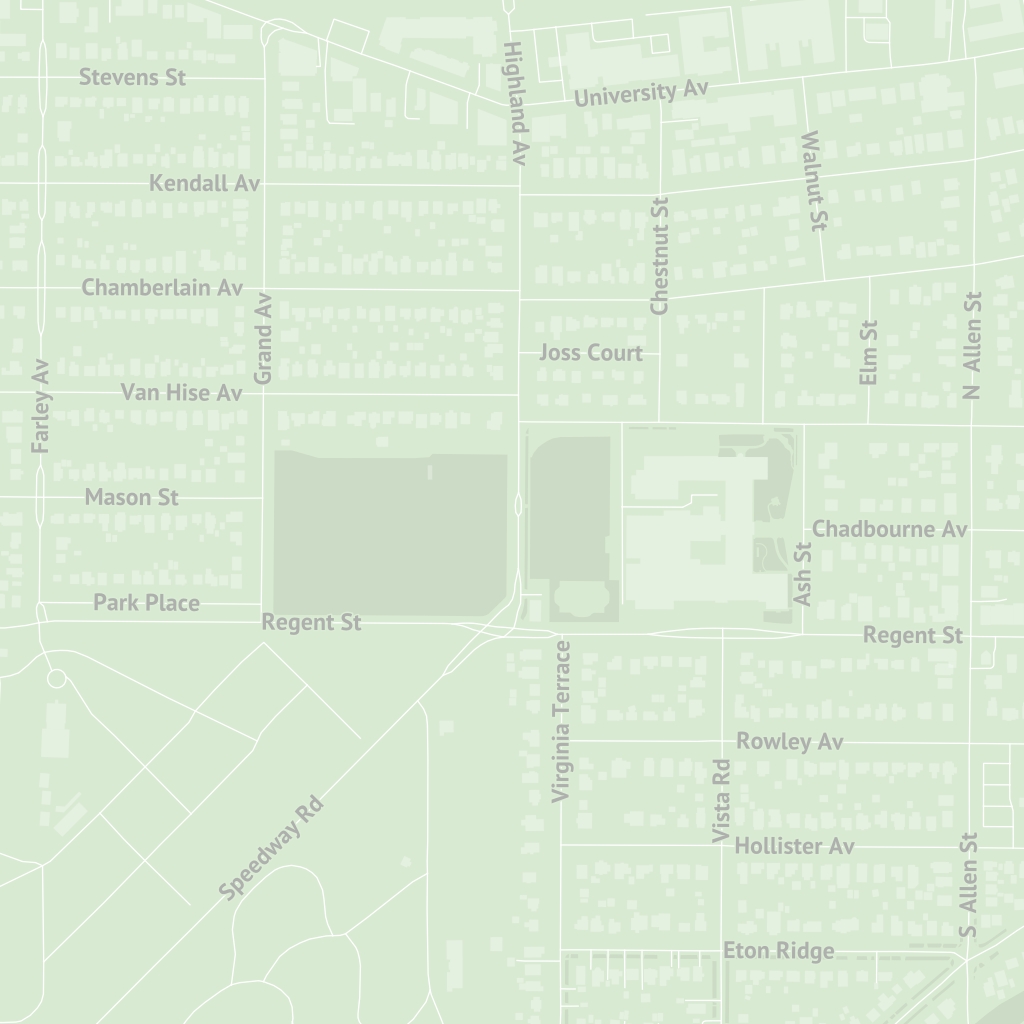 Stevens St
Highland Av
University Av
Walnut St
Kendall Av
Chestnut St
Chamberlain Av
Grand Av
Joss Court
N Allen St
Elm St
Farley Av
Van Hise Av
Mason St
Chadbourne Av
Ash St
Park Place
Regent St
Regent St
Virginia Terrace
Rowley Av
Vista Rd
Speedway Rd
Hollister Av
S Allen St
Eton Ridge